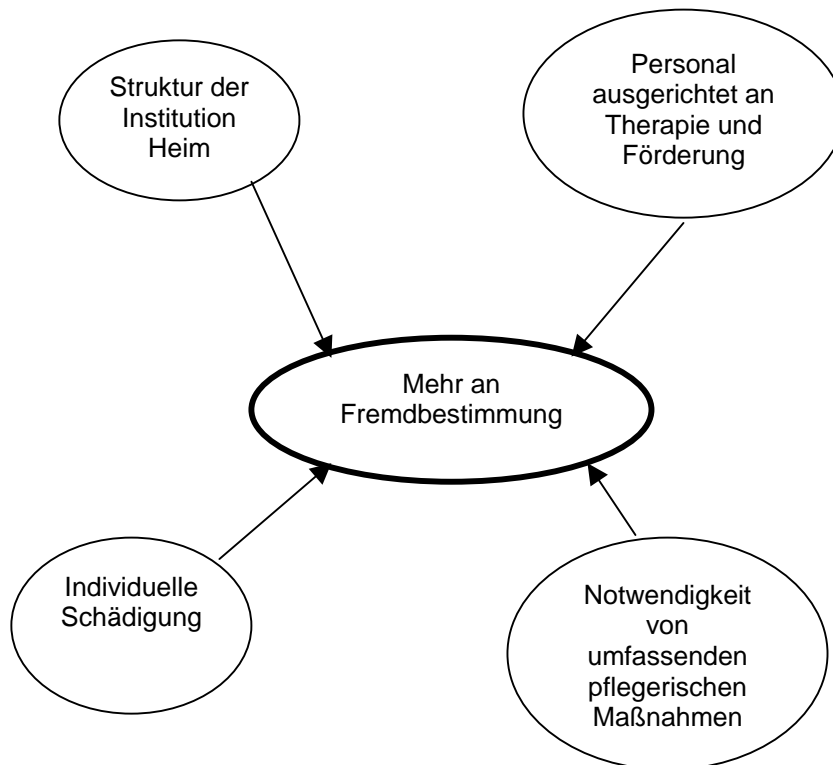 Struktur der
Institution
Heim
Personal
ausgerichtet an
Therapie und
Förderung
Mehr an
Fremdbestimmung
Individuelle
Schädigung
Notwendigkeit
von
umfassenden
pflegerischen
Maßnahmen